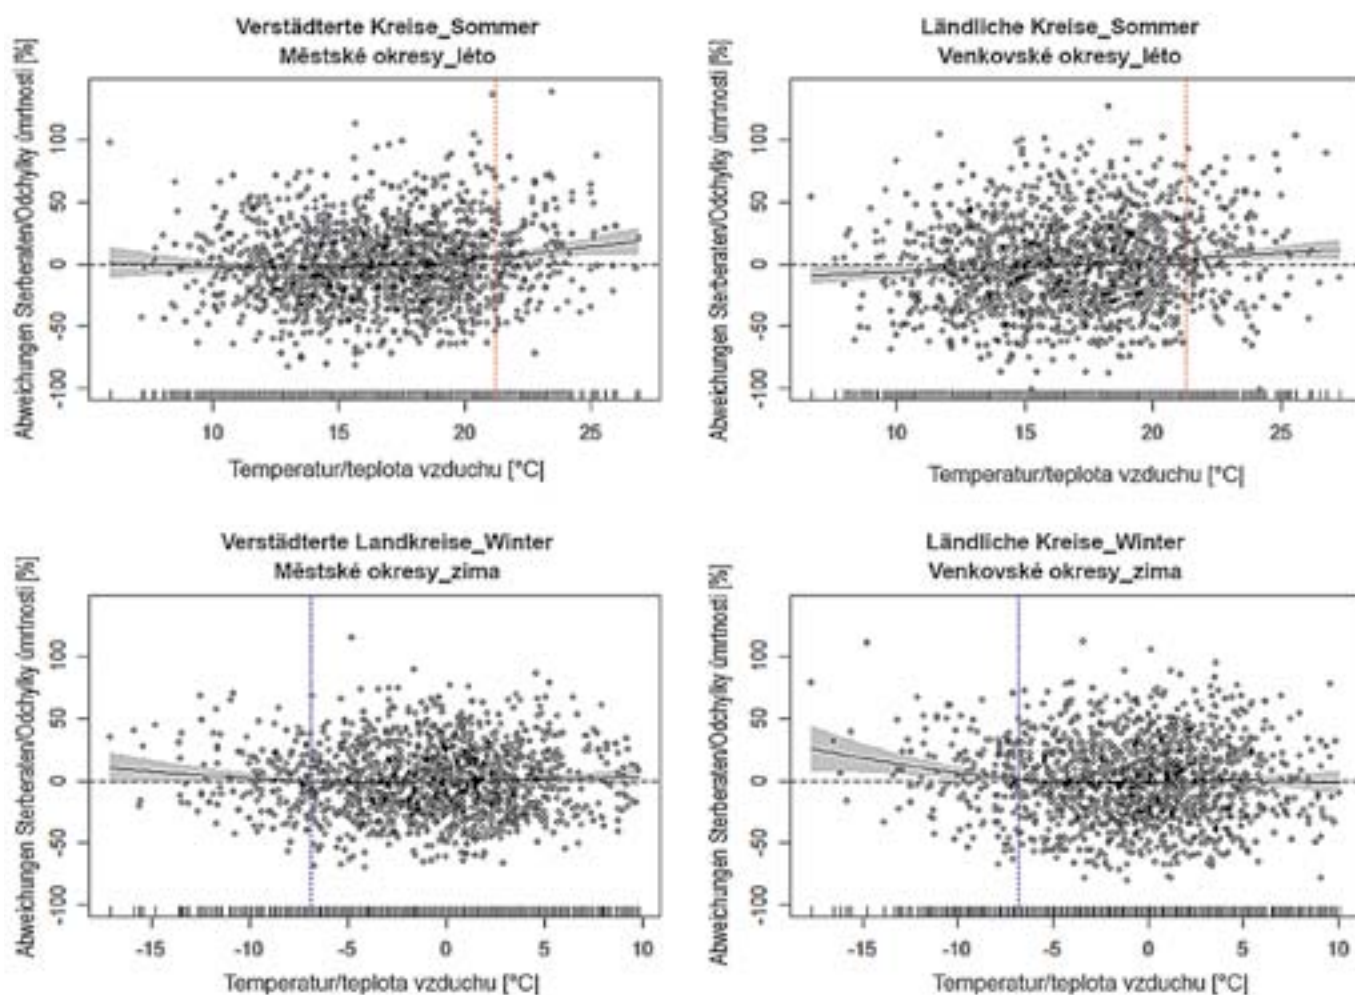 Verstädterte Kreise_Sommer
Městské okresy_léto
Abweichungen Sterberaten/Odchylky úmrtnosti [%]
100
50
0
-50
-100
10 15 20 25
Temperatur/teplota vzduchu [°C]
Ländliche Kreise_Sommer
Venkovské okresy_léto
Abweichungen Sterberaten/Odchylky úmrtnosti [%]
100
50
0
-50
-100
10 15 20 25
Temperatur/teplota vzduchu [°C]
Verstädterte Landkreise_Winter
Městské okresy_zima
Abweichungen Sterberaten/Odchylky úmrtnosti [%]
100
50
0
-50
-100
-15 -10 -5 0 5 10
Temperatur/teplota vzduchu [°C]
Ländliche Kreise_Winter
Venkovské okresy_zima
Abweichungen Sterberaten/Odchylky úmrtnosti [%]
100
50
0
-50
-100
-15 -10 -5 0 5 10
Temperatur/teplota vzduchu [°C]